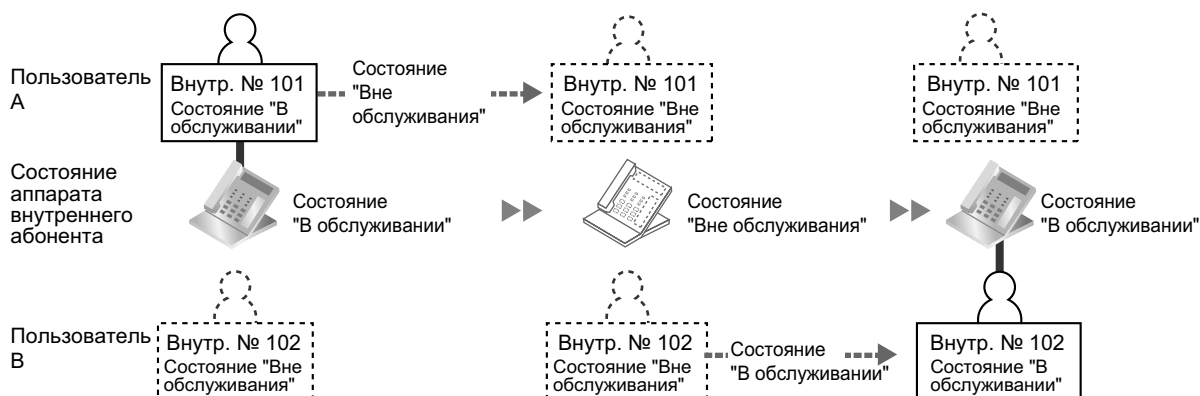 Пользователь
А
Внутр. № 101
Состояние "В
обслуживании"
Состояние
"Вне
обслуживания"
Внутр. № 101
Состояние "Вне
обслуживания"
Внутр. № 101
Состояние "Вне
обслуживания"
Состояние
аппарата
внутреннего
абонента
Состояние
"В обслуживании"
Состояние
"Вне обслуживания"
Состояние
"В обслуживании"
Пользователь
В
Внутр. № 102
Состояние "Вне
обслуживания"
Внутр. № 102
Состояние "Вне
обслуживания"
Состояние
"В обслуживании"
Внутр. № 102
Состояние "В
обслуживании"